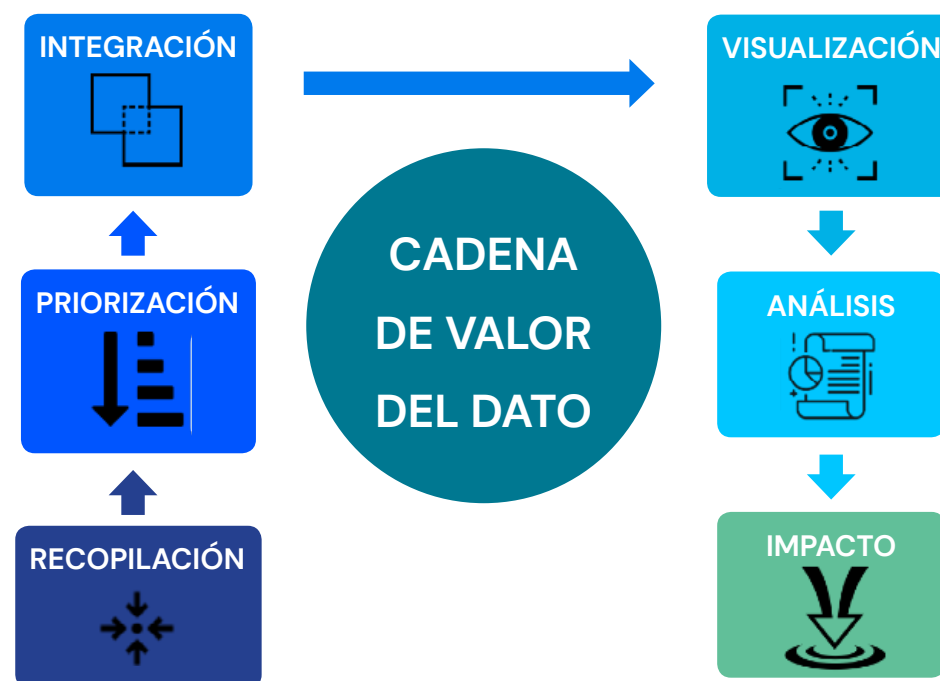 INTEGRACIÓN
VISUALIZACIÓN
CADENA
DE VALOR
DEL DATO
PRIORIZACIÓN
ANÁLISIS
RECOPILACIÓN
IMPACTO